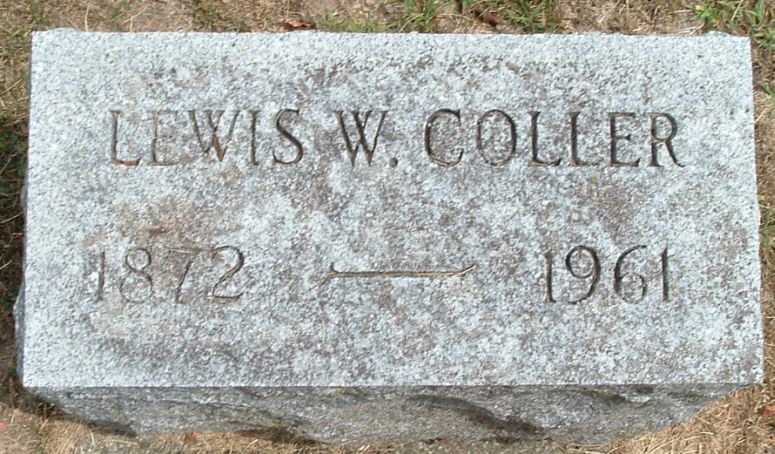 LEWIS W. COLLER
1872 — 1961